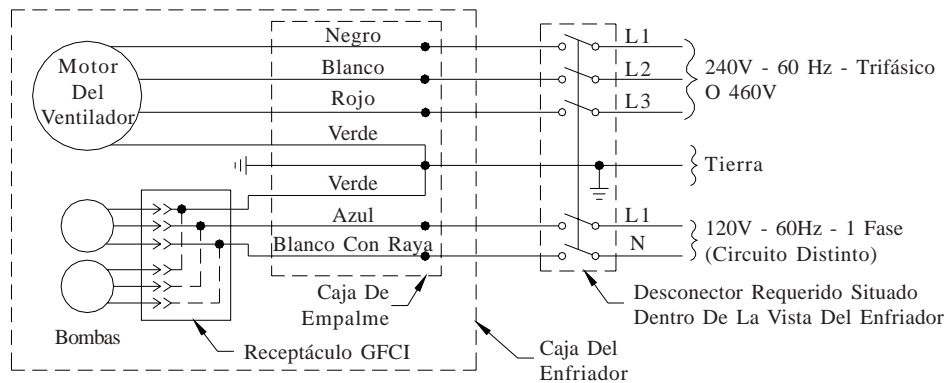 Negro
L1
Motor
Del
Ventilador
Blanco
L2
240V - 60 Hz - Trifásico
O 460V
Rojo
L3
Verde
Tierra
Verde
Azul
L1
120V - 60Hz - 1 Fase
(Circuito Distinto)
Blanco Con Raya
N
Caja De
Empalme
Desconector Requerido Situado
Dentro De La Vista Del Enfriador
Bombas
Receptáculo GFCI
Caja Del
Enfriador